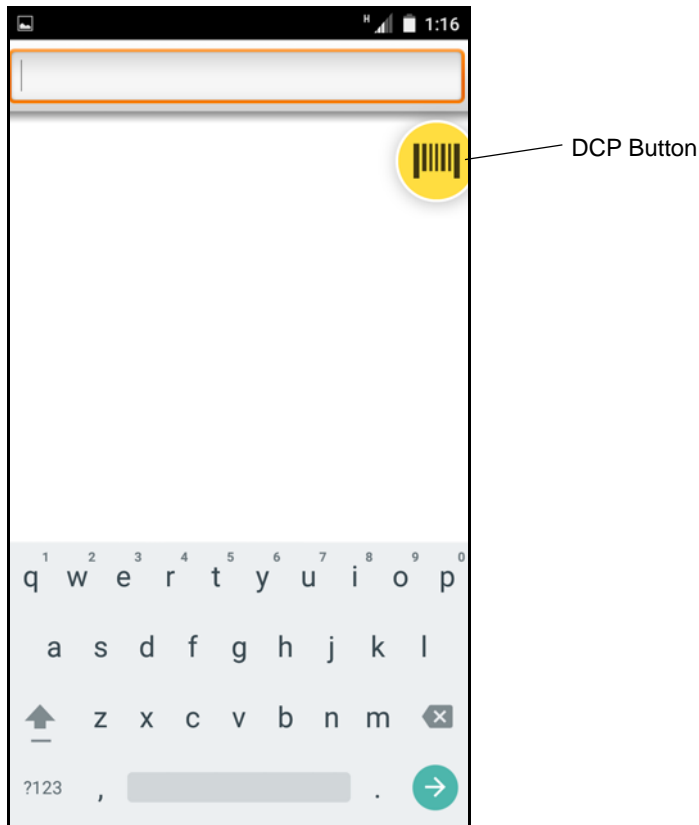 H 1:16
DCP Button
1 2 3 4 5 6 7 8 9 0
q w e r t y u i o p
a s d f g h j k l
z x c v b n m
?123 , .